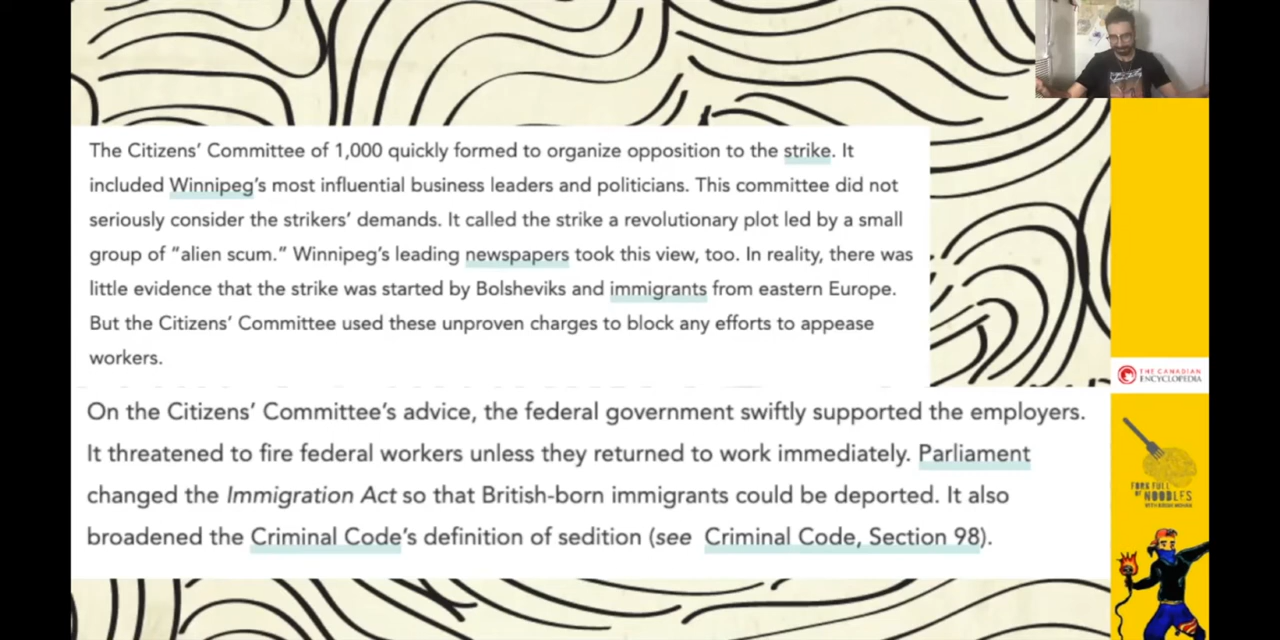 The Citizens’ Committee of 1,000 quickly formed to organize opposition to the strike. It
included Winnipeg’s most influential business leaders and politicians. This committee did not
seriously consider the strikers’ demands. It called the strike a revolutionary plot led by a small
group of “alien scum.” Winnipeg’s leading newspapers took this view, too. In reality, there was
little evidence that the strike was started by Bolsheviks and immigrants from eastern Europe.
But the Citizens’ Committee used these unproven charges to block any efforts to appease
workers.
On the Citizens’ Committee’s advice, the federal government swiftly supported the employers.
It threatened to fire federal workers unless they returned to work immediately. Parliament
changed the Immigration Act so that British-born immigrants could be deported. It also
broadened the Criminal Code’s definition of sedition (see Criminal Code, Section 98).
THE CANADIAN
ENCYCLOPEDIA
FORK FULL
OF NOODLES